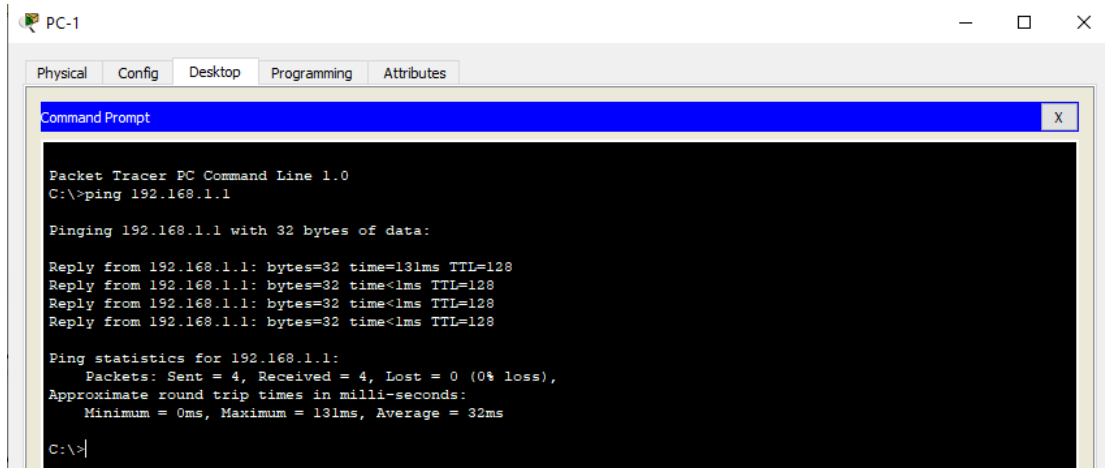 PC-1
Physical Config Desktop Programming Attributes
Command Prompt X
Packet Tracer PC Command Line 1.0
C:\>ping 192.168.1.1
Pinging 192.168.1.1 with 32 bytes of data:
Reply from 192.168.1.1: bytes=32 time=131ms TTL=128
Reply from 192.168.1.1: bytes=32 time<1ms TTL=128
Reply from 192.168.1.1: bytes=32 time<1ms TTL=128
Reply from 192.168.1.1: bytes=32 time<1ms TTL=128
Ping statistics for 192.168.1.1:
Packets: Sent = 4, Received = 4, Lost = 0 (0% loss),
Approximate round trip times in milli-seconds:
Minimum = 0ms, Maximum = 131ms, Average = 32ms
C:\>